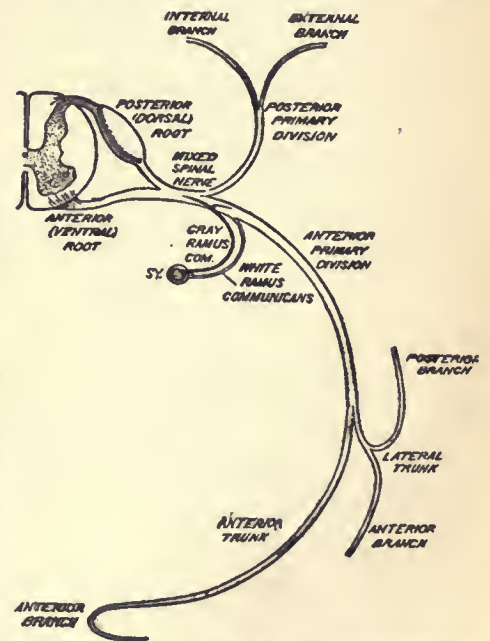 INTERNAL
BRANCH
EXTERNAL
BRANCH
POSTERIOR
(DORSAL)
ROOT
POSTERIOR
PRIMARY
DIVISION
MIXED
SPINAL
NERVE
ANTERIOR
(VENTRAL)
ROOT
GRAY
RAMUS
COM.
SY.
WHITE
RAMUS
COMMUNICANS
ANTERIOR
PRIMARY
DIVISION
POSTERIOR
BRANCH
LATERAL
TRUNK
ANTERIOR
TRUNK
ANTERIOR
BRANCH
ANTERIOR
BRANCH